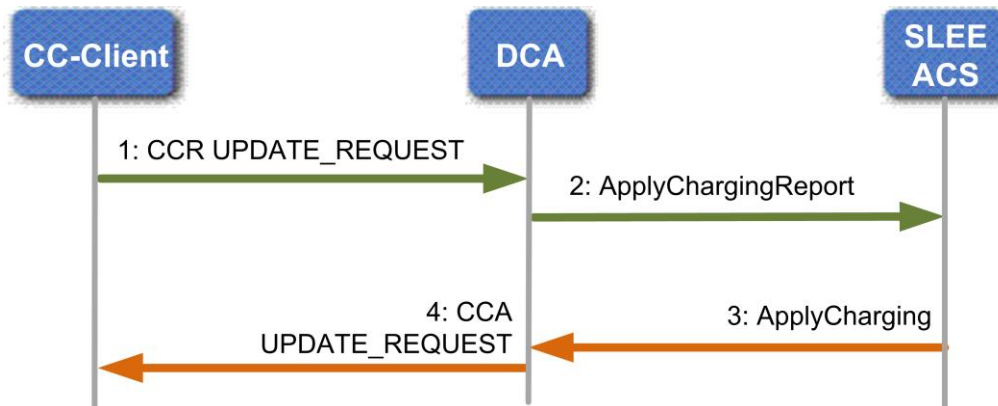 CC-Client
DCA
SLEE
ACS
1: CCR UPDATE_REQUEST
2: ApplyChargingReport
3: ApplyCharging
4: CCA
UPDATE_REQUEST